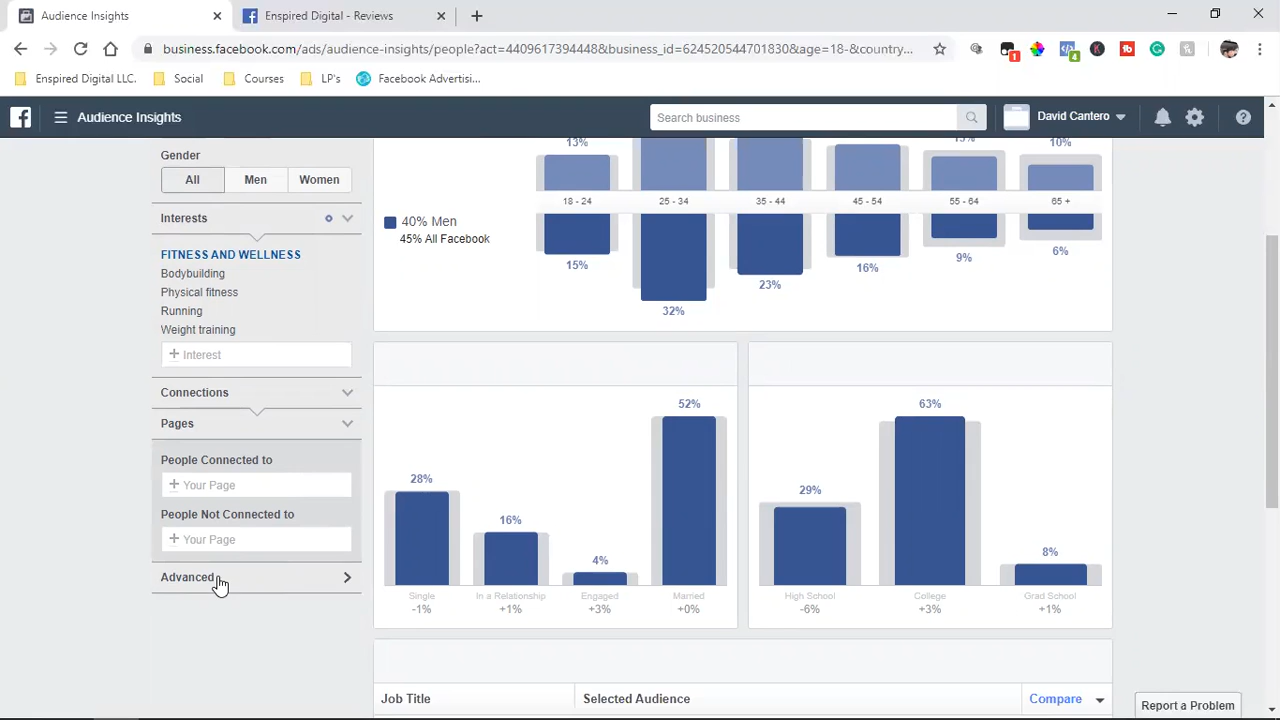 Audience Insights
Enspired Digital - Reviews
business.facebook.com/ads/audience-insights/people?act=4409617394448&business_id=624520544701830&age=18-&country...
1
4
Enspired Digital LLC.
Social
Courses
LP's
Facebook Advertisi...
Audience Insights
Search business
David Cantero
Gender
All
Men
Women
Interests
FITNESS AND WELLNESS
Bodybuilding
Physical fitness
Running
Weight training
+ Interest
Connections
Pages
People Connected to
+ Your Page
People Not Connected to
+ Your Page
Advanced
13%
10%
18 - 24
25 - 34
35 - 44
45 - 54
55 - 64
65 +
40% Men
45% All Facebook
15%
32%
23%
16%
9%
6%
28%
16%
4%
52%
Single
In a Relationship
Engaged
Married
-1%
+1%
+3%
+0%
29%
63%
8%
High School
College
Grad School
-6%
+3%
+1%
Job Title
Selected Audience
Compare
Report a Problem